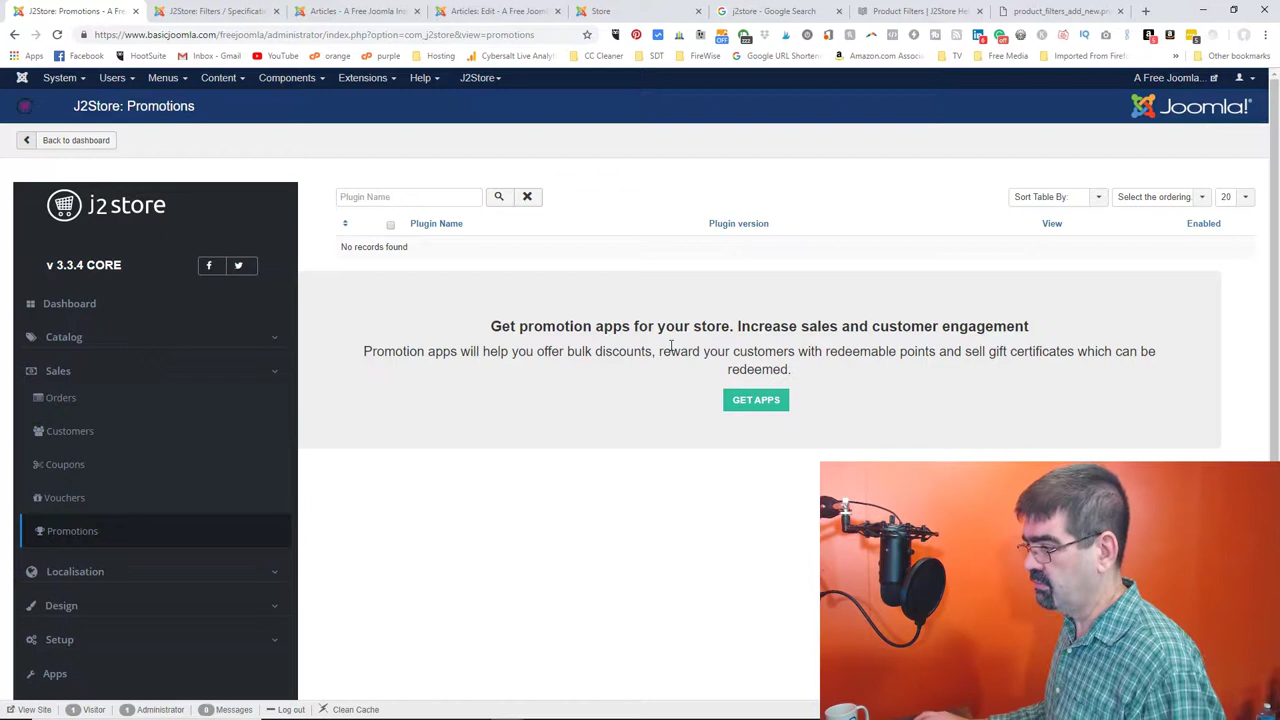 J2Store: Promotions - A Fre
J2Store: Filters / Specificati
Articles - A Free Joomla Ins
Articles: Edit - A Free Joom
Store
j2store - Google Search
Product Filters | J2Store Hel
product_filters_add_new.pn
https://www.basicjoomla.com/freejoomla/administrator/index.php?option=com_j2store&view=promotions
Apps Facebook HootSuite Inbox - Gmail YouTube orange purple Hosting Cybersalt Live Analy CC Cleaner SDT FireWise Google URL Shorten Amazon.com Associat TV Free Media Imported From Firef » Other bookmarks
System Users Menus Content Components Extensions Help J2Store A Free Joomla...
J2Store: Promotions
Joomla!
Back to dashboard
j2store
Plugin Name
Sort Table By: Select the ordering 20
Plugin Name Plugin version View Enabled
No records found
v 3.3.4 CORE
Dashboard
Catalog
Sales
Orders
Customers
Coupons
Vouchers
Promotions
Localisation
Design
Setup
Apps
Get promotion apps for your store. Increase sales and customer engagement
Promotion apps will help you offer bulk discounts, reward your customers with redeemable points and sell gift certificates which can be
redeemed.
GET APPS
View Site 1 Visitor 1 Administrator 0 Messages Log out Clean Cache